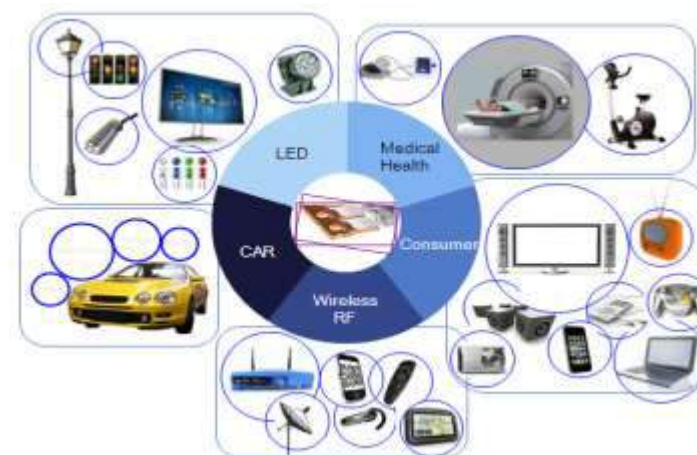 LED
Medical
Health
CAR
Consumer
Wireless
RF